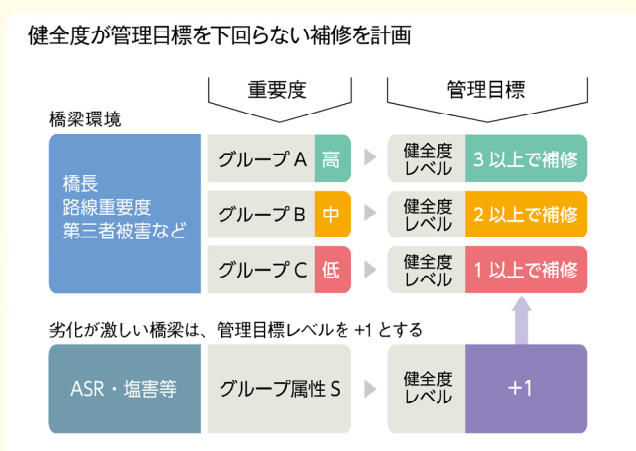 健全度が管理目標を下回らない補修を計画
重要度
管理目標
橋梁環境
橋長
路線重要度
第三者被害など
グループ A 高
健全度
レベル
3 以上で補修
グループ B 中
健全度
レベル
2 以上で補修
グループ C 低
健全度
レベル
1 以上で補修
劣化が激しい橋梁は、管理目標レベルを +1 とする
ASR・塩害等
グループ属性 S
健全度
レベル
+1